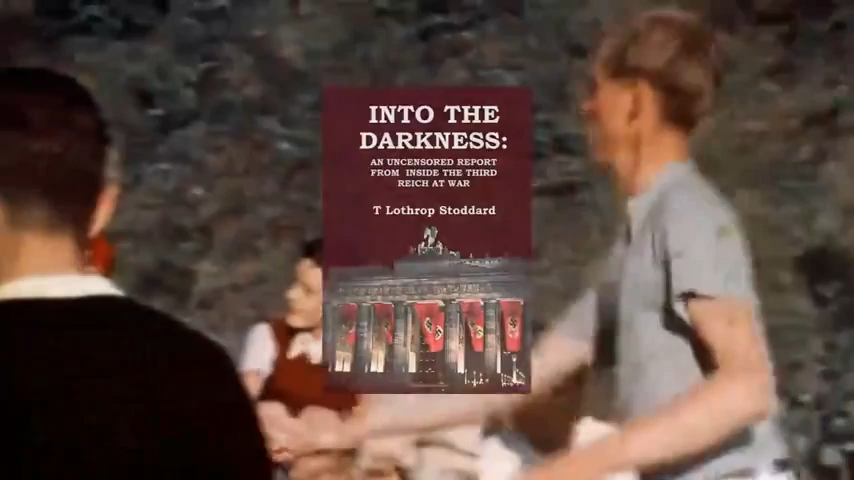 INTO THE
DARKNESS:
AN UNCENSORED REPORT
FROM INSIDE THE THIRD
REICH AT WAR
T Lothrop Stoddard